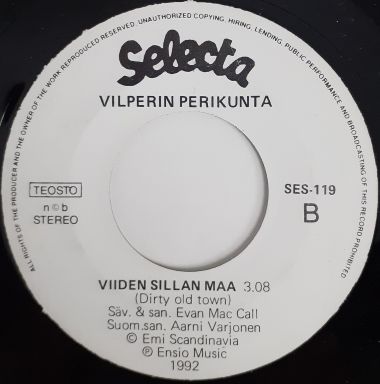 ALL RIGHTS OF THE PRODUCER AND THE OWNER OF THE WORK REPRODUCED RESERVED. UNAUTHORIZED COPYING, HIRING, LENDING, PUBLIC PERFORMANCE AND BROADCASTING OF THIS RECORD PROHIBITED
Selecta
VILPERIN PERIKUNTA
TEOSTO
n©b
STEREO
SES-119
B
VIIDEN SILLAN MAA 3.08
(Dirty old town)
Säv. & san. Evan Mac Call
Suom.san. Aarni Varjonen
© Emi Scandinavia
℗ Ensio Music
1992